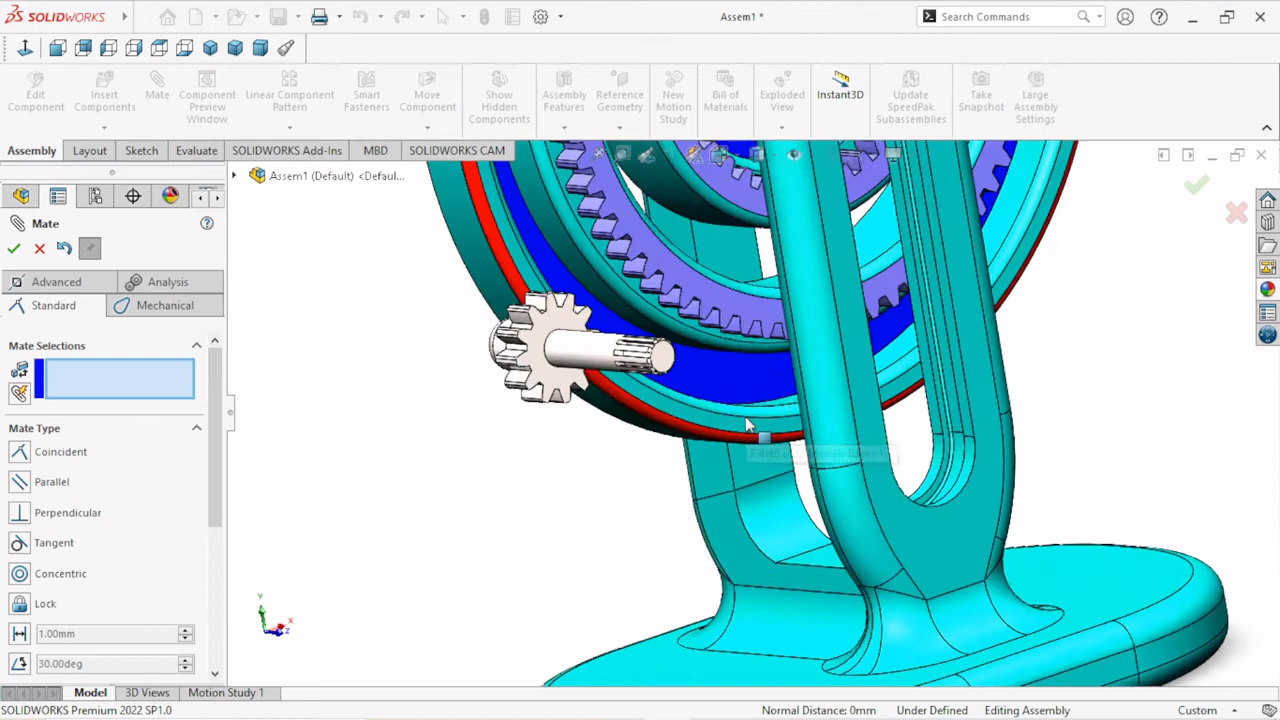 SOLIDWORKS
Assem1 *
Search Commands
Edit Component
Insert Components
Mate
Component Preview Window
Linear Component Pattern
Smart Fasteners
Move Component
Show Hidden Components
Assembly Features
Reference Geometry
New Motion Study
Bill of Materials
Exploded View
Instant3D
Update SpeedPak Subassemblies
Take Snapshot
Large Assembly Settings
Assembly
Layout
Sketch
Evaluate
SOLIDWORKS Add-Ins
MBD
SOLIDWORKS CAM
Assem1 (Default) <Defaul...
Mate
Advanced
Analysis
Standard
Mechanical
Mate Selections
Mate Type
Coincident
Parallel
Perpendicular
Tangent
Concentric
Lock
1.00mm
30.00deg
Y
X
Z
Model
3D Views
Motion Study 1
SOLIDWORKS Premium 2022 SP1.0
Normal Distance: 0mm
Under Defined
Editing Assembly
Custom